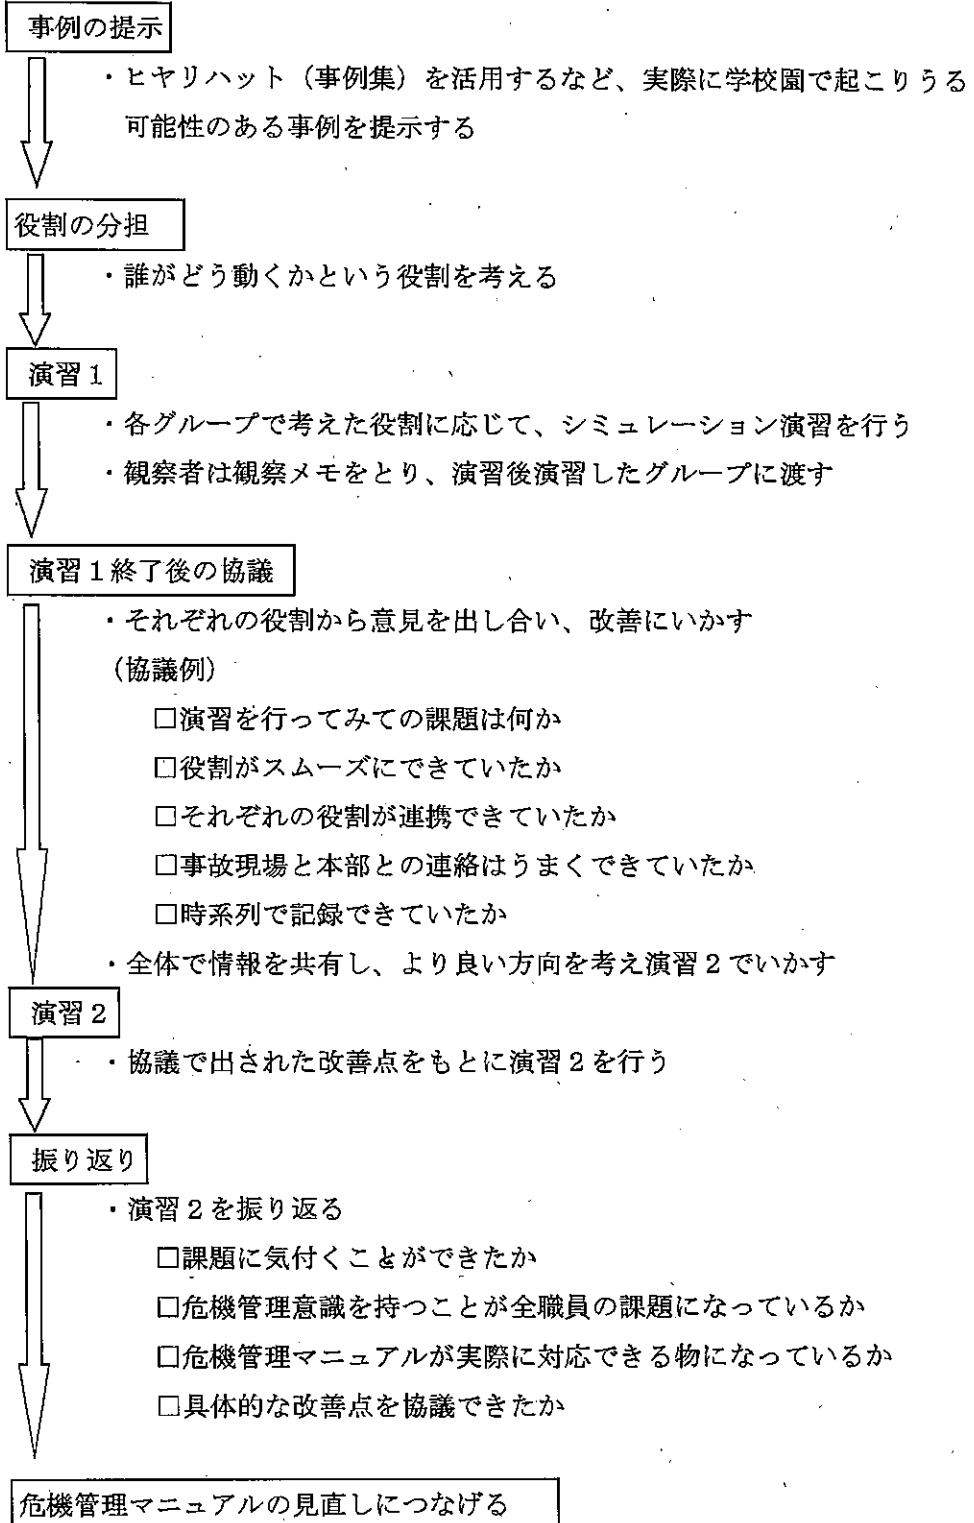 事例の提示
・ヒヤリハット（事例集）を活用するなど、実際に学校園で起こりうる
可能性のある事例を提示する
役割の分担
・誰がどう動くかという役割を考える
演習１
・各グループで考えた役割に応じて、シミュレーション演習を行う
・観察者は観察メモをとり、演習後演習したグループに渡す
演習１終了後の協議
・それぞれの役割から意見を出し合い、改善にいかす
（協議例）
□演習を行ってみての課題は何か
□役割がスムーズにできていたか
□それぞれの役割が連携できていたか
□事故現場と本部との連絡はうまくできていたか
□時系列で記録できていたか
・全体で情報を共有し、より良い方向を考え演習２でいかす
演習２
・協議で出された改善点をもとに演習２を行う
振り返り
・演習２を振り返る
□課題に気付くことができたか
□危機管理意識を持つことが全職員の課題になっているか
□危機管理マニュアルが実際に対応できる物になっているか
□具体的な改善点を協議できたか
危機管理マニュアルの見直しにつなげる